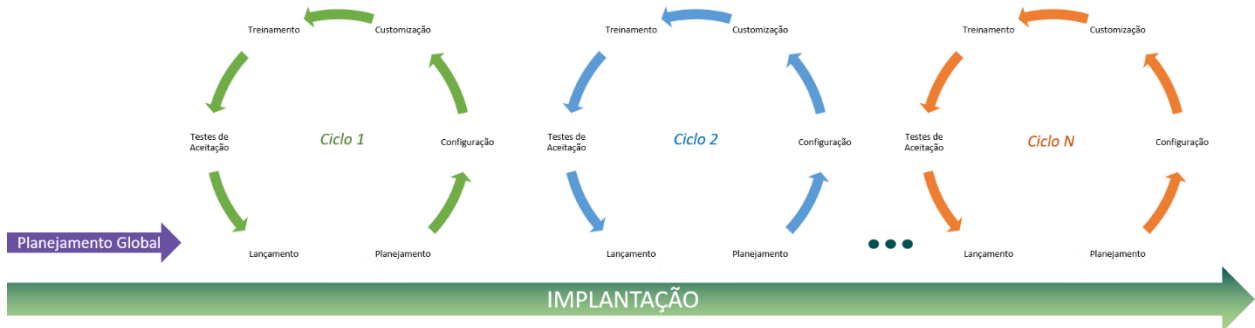 Treinamento
Customização
Testes de
Aceitação
Ciclo 1
Configuração
Lançamento
Planejamento
Treinamento
Customização
Testes de
Aceitação
Ciclo 2
Configuração
Lançamento
Planejamento
Treinamento
Customização
Testes de
Aceitação
Ciclo N
Configuração
Lançamento
Planejamento
Planejamento Global
IMPLANTAÇÃO